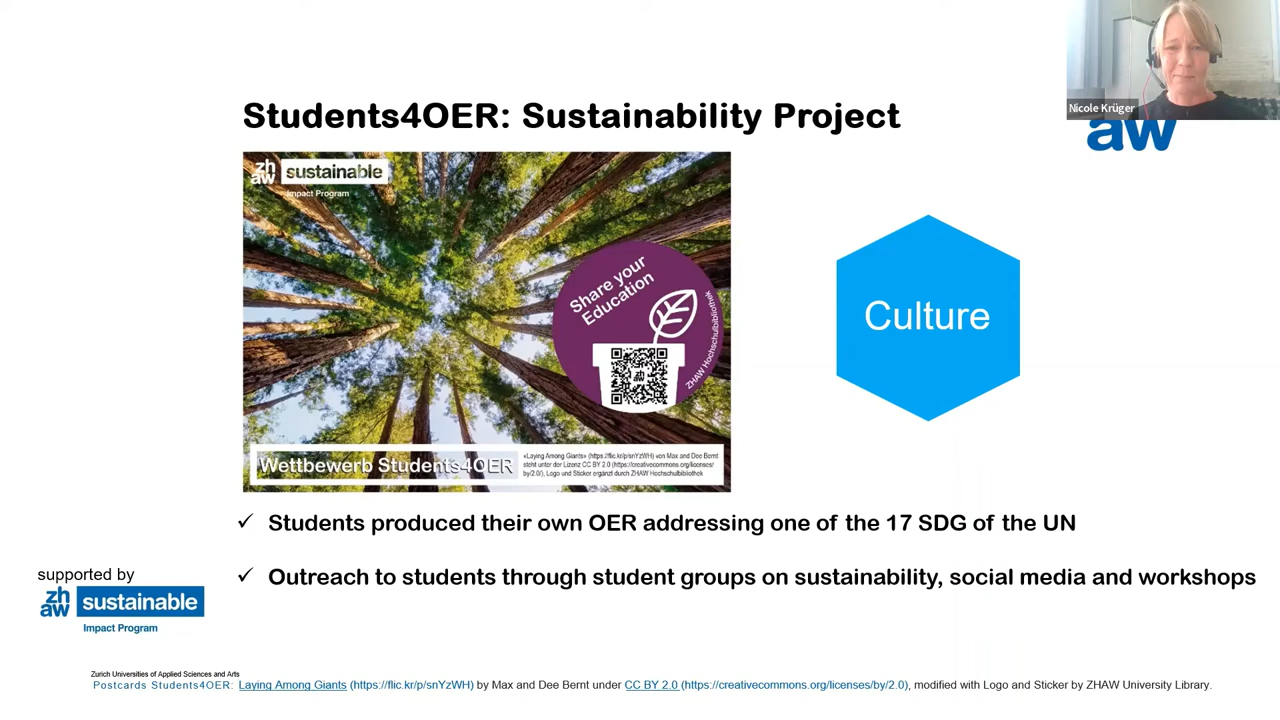 Nicole Krüger
aw
Students4OER: Sustainability Project
zh
aw
sustainable
Impact Program
Share your
Education
ZHAW Hochschulbibliothek
zh
aw
Wettbewerb Students4OER
«Laying Among Giants» (https://flic.kr/p/snYzWH) von Max and Dee Bernt
steht unter der Lizenz CC BY 2.0 (https://creativecommons.org/licenses/
by/2.0/), Logo und Sticker ergänzt durch ZHAW Hochschulbibliothek
Culture
✓ Students produced their own OER addressing one of the 17 SDG of the UN
✓ Outreach to students through student groups on sustainability, social media and workshops
supported by
zh
aw
sustainable
Impact Program
Zurich Universities of Applied Sciences and Arts
Postcards Students4OER: Laying Among Giants (https://flic.kr/p/snYzWH) by Max and Dee Bernt under CC BY 2.0 (https://creativecommons.org/licenses/by/2.0), modified with Logo and Sticker by ZHAW University Library.